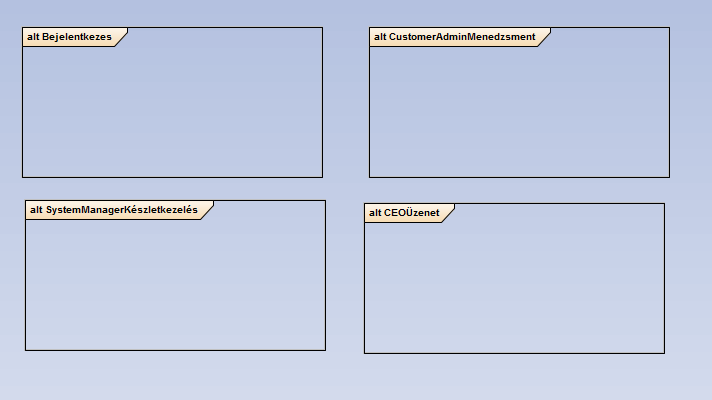 alt Bejelentkezes
alt CustomerAdminMenedzsment
alt SystemManagerKészletkezelés
alt CEOÜzenet